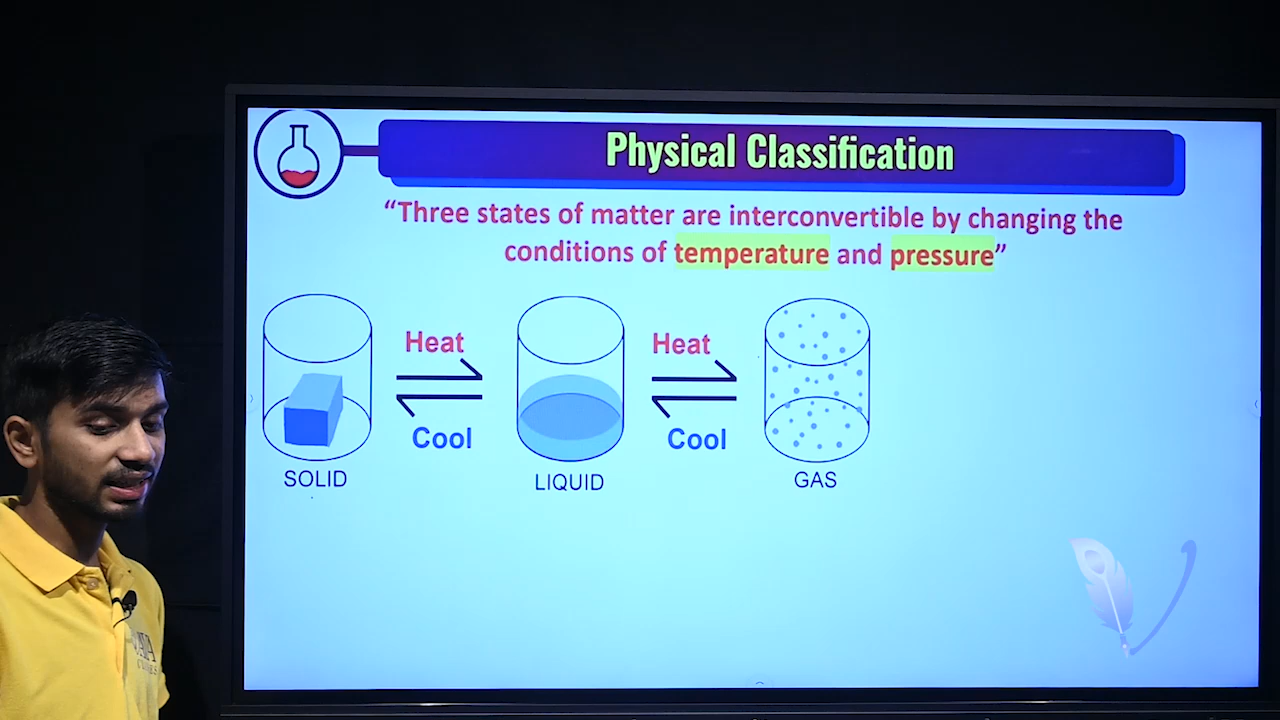 Physical Classification
“Three states of matter are interconvertible by changing the
conditions of temperature and pressure”
Heat
Heat
Cool
Cool
SOLID
LIQUID
GAS